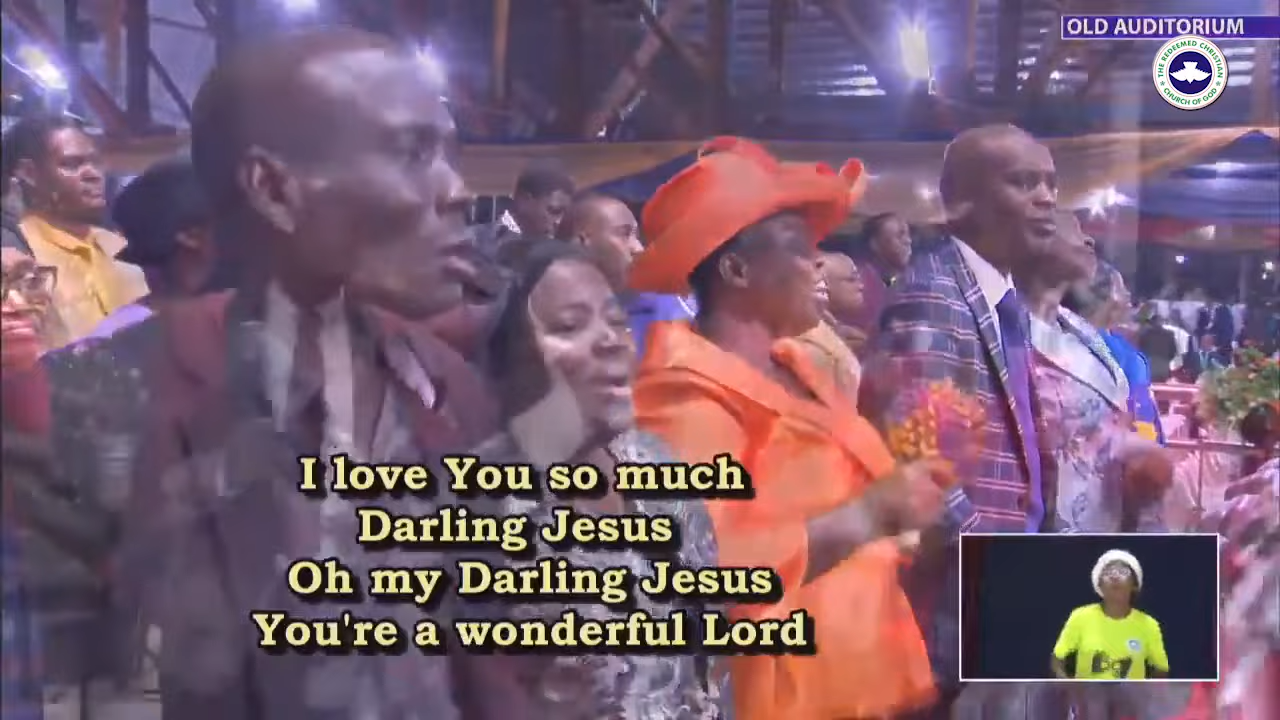 OLD AUDITORIUM
THE REDEEMED CHRISTIAN
CHURCH OF GOD
I love You so much
Darling Jesus
Oh my Darling Jesus
You're a wonderful Lord